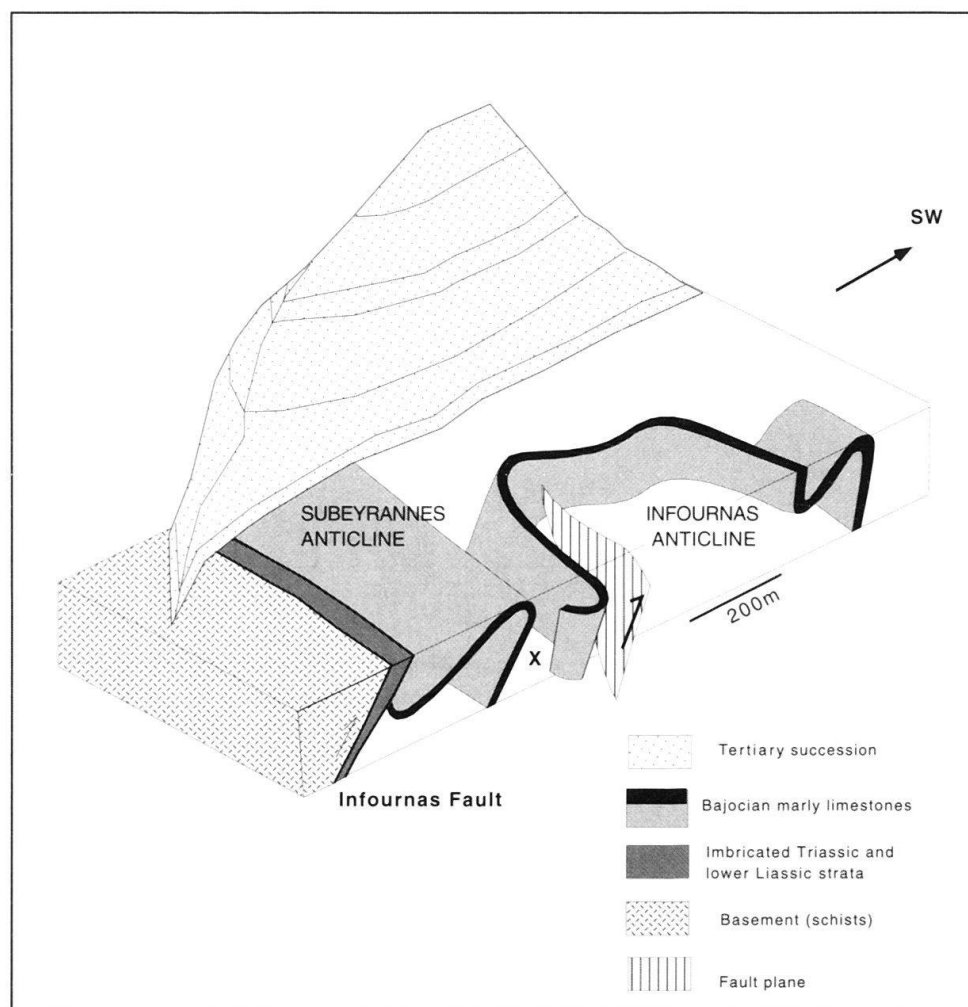 SW
SUBEYRANNES
ANTICLINE
INFOURNAS
ANTICLINE
200m
X
Infournas Fault
Tertiary succession
Bajocian marly limestones
Imbricated Triassic and
lower Liassic strata
Basement (schists)
Fault plane